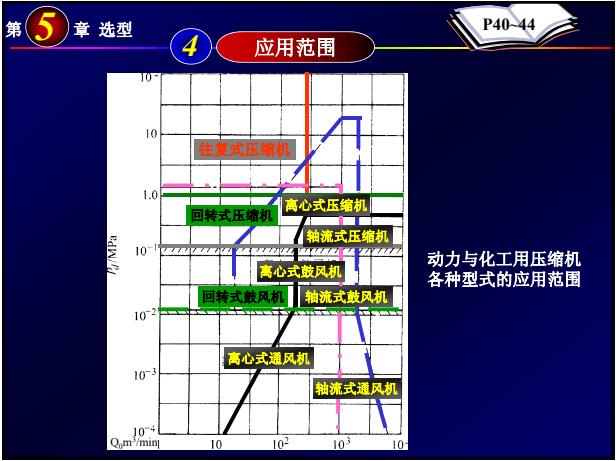 第5章 选型
4 应用范围
P40~44
10
10
往复式压缩机
1.0
离心式压缩机
回转式压缩机
轴流式压缩机
Pd/MPa
10⁻¹
离心式鼓风机
动力与化工用压缩机
各种型式的应用范围
回转式鼓风机
轴流式鼓风机
10⁻²
离心式通风机
10⁻³
轴流式通风机
10⁻⁴
Q₀m³/min
10
10²
10³
10